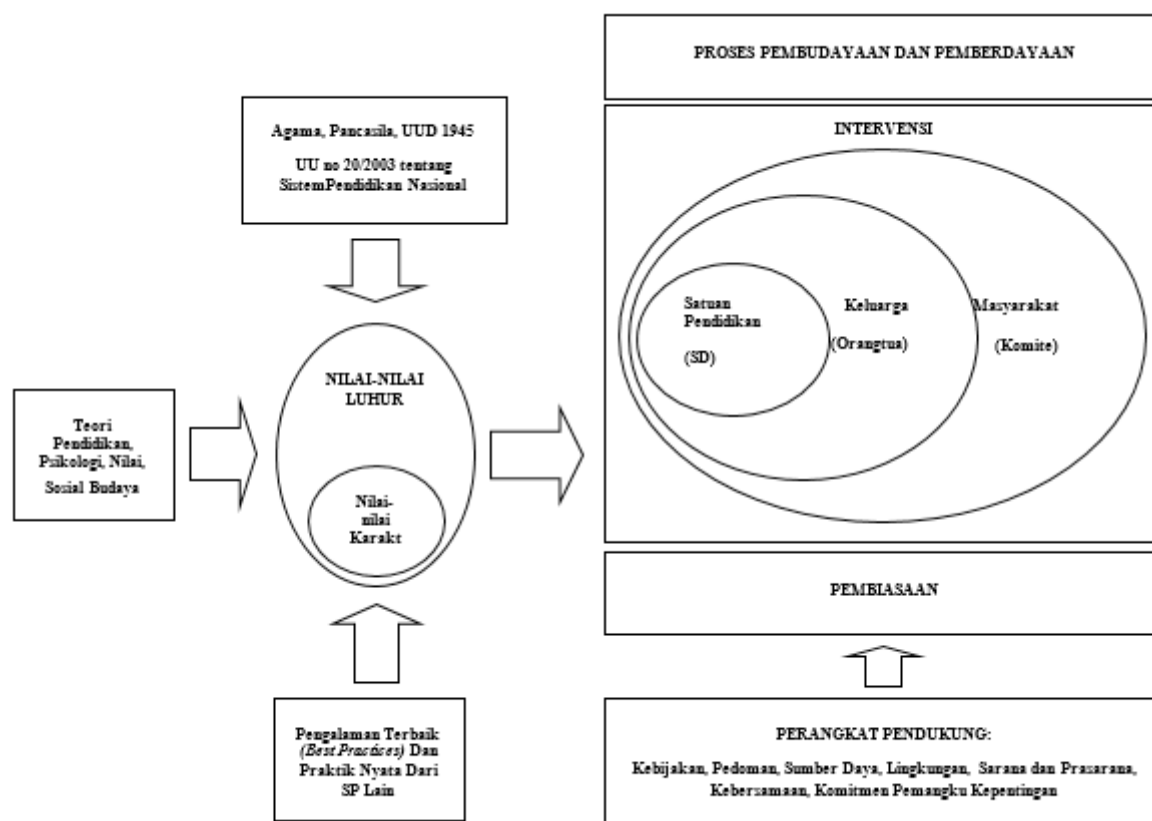 PROSES PEMBUDAYAAN DAN PEMBERDAYAAN
Agama, Pancasila, UUD 1945
UU no 20/2003 tentang
SistemPendidikan Nasional
INTERVENSI
Satuan
Pendidikan
(SD)
Keluarga
(Orangtua)
Masyarakat
(Komite)
NILAI-NILAI
LUHUR
Nilai-
nilai
Karakt
Teori
Pendidikan,
Psikologi, Nilai,
Sosial Budaya
PEMBIASAAN
Pengalaman Terbaik
(Best Practices) Dan
Praktik Nyata Dari
SP Lain
PERANGKAT PENDUKUNG:
Kebijakan, Pedoman, Sumber Daya, Lingkungan, Sarana dan Prasarana,
Kebersamaan, Komitmen Pemangku Kepentingan